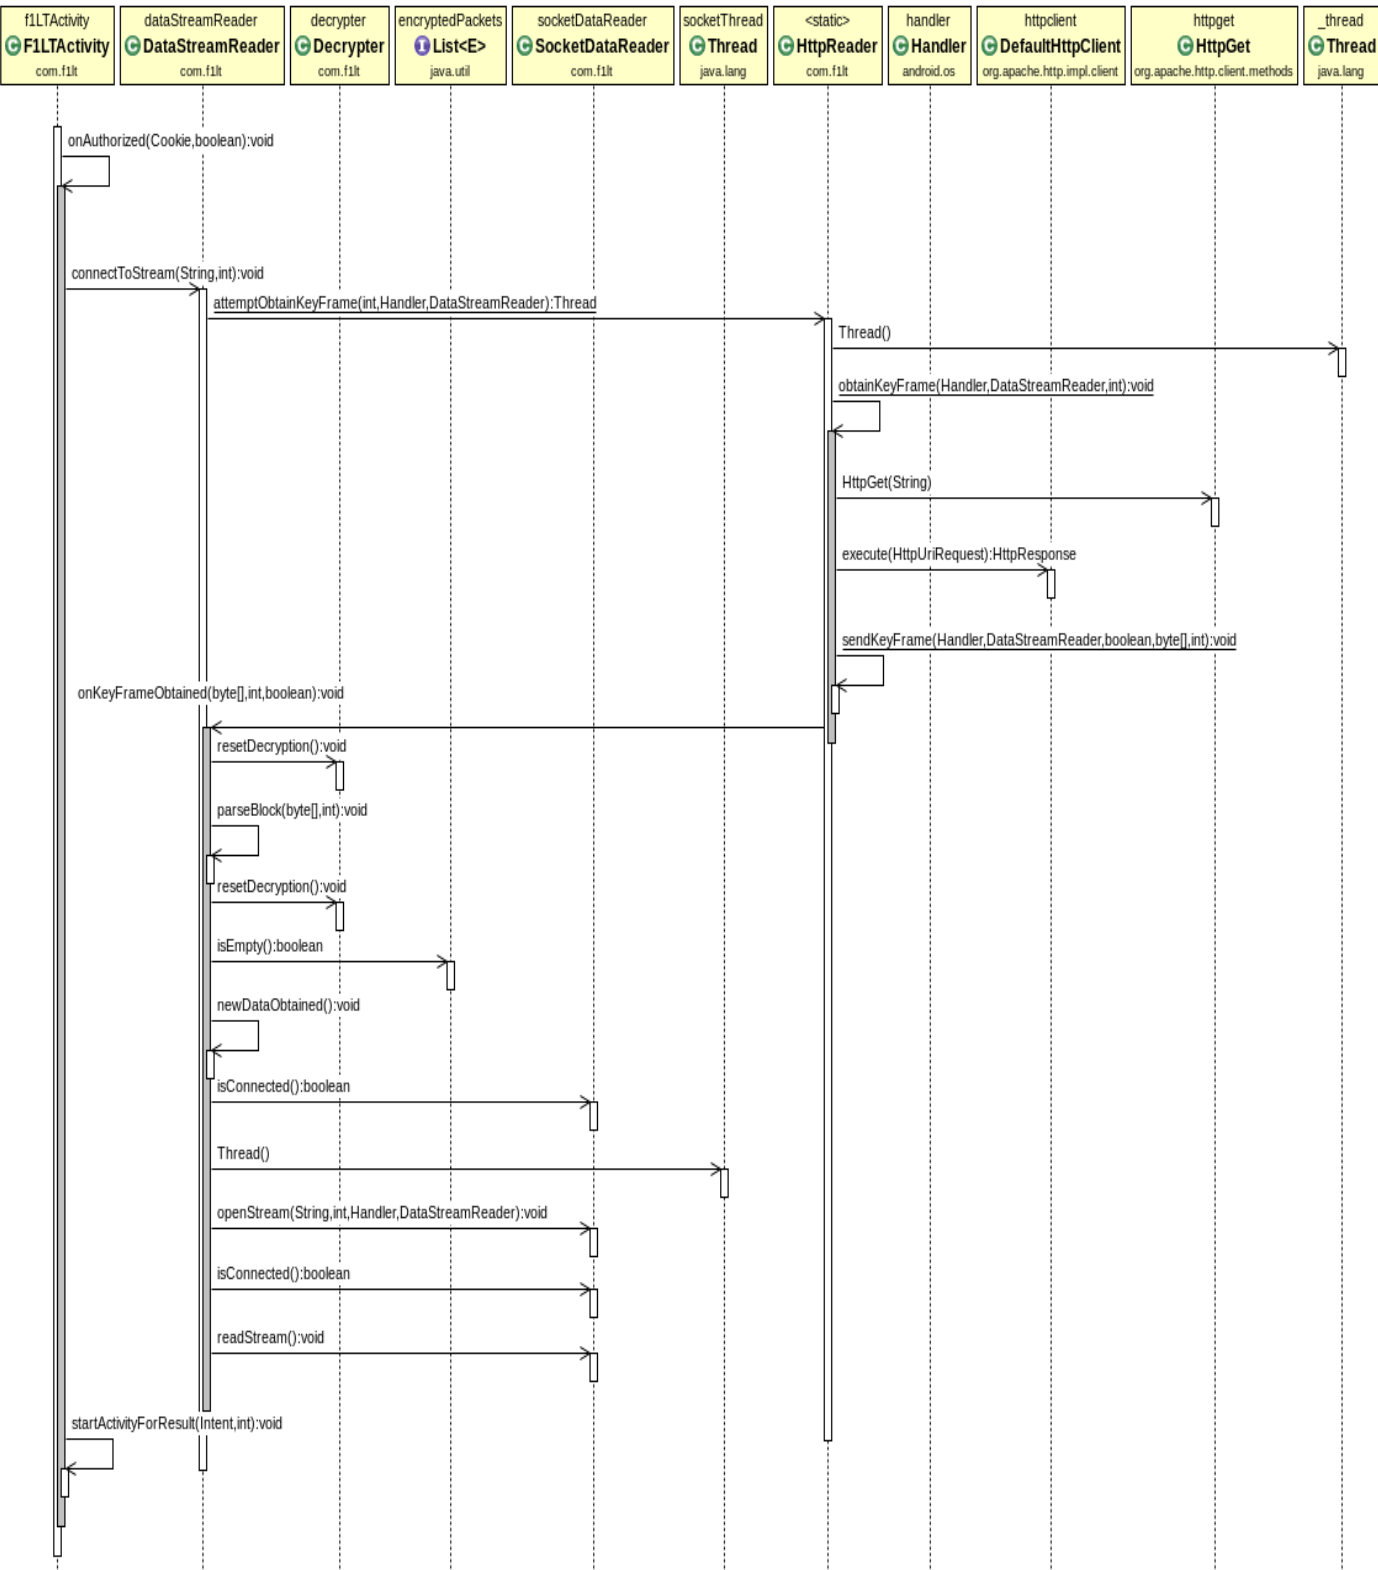 f1LTActivity
F1LTActivity
com.f1lt
dataStreamReader
DataStreamReader
com.f1lt
decrypter
Decrypter
com.f1lt
encryptedPackets
List<E>
java.util
socketDataReader
SocketDataReader
com.f1lt
socketThread
Thread
java.lang
<static>
HttpReader
com.f1lt
handler
Handler
android.os
httpclient
DefaultHttpClient
org.apache.http.impl.client
httpget
HttpGet
org.apache.http.client.methods
_thread
Thread
java.lang
onAuthorized(Cookie,boolean):void
connectToStream(String,int):void
attemptObtainKeyFrame(int,Handler,DataStreamReader):Thread
Thread()
obtainKeyFrame(Handler,DataStreamReader,int):void
HttpGet(String)
execute(HttpUriRequest):HttpResponse
sendKeyFrame(Handler,DataStreamReader,boolean,byte[],int):void
onKeyFrameObtained(byte[],int,boolean):void
resetDecryption():void
parseBlock(byte[],int):void
resetDecryption():void
isEmpty():boolean
newDataObtained():void
isConnected():boolean
Thread()
openStream(String,int,Handler,DataStreamReader):void
isConnected():boolean
readStream():void
startActivityForResult(Intent,int):void